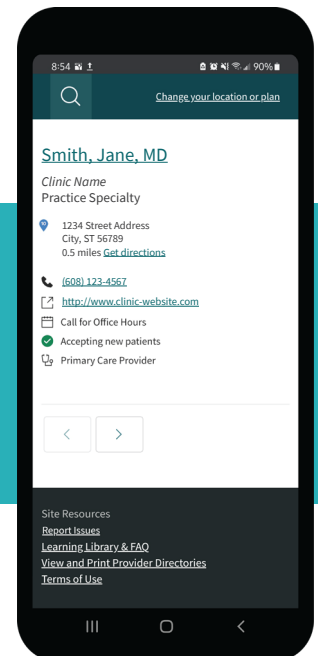 8:54
90%
Change your location or plan
Smith, Jane, MD
Clinic Name
Practice Specialty
1234 Street Address
City, ST 56789
0.5 miles Get directions
(608) 123-4567
http://www.clinic-website.com
Call for Office Hours
Accepting new patients
Primary Care Provider
Site Resources
Report Issues
Learning Library & FAQ
View and Print Provider Directories
Terms of Use